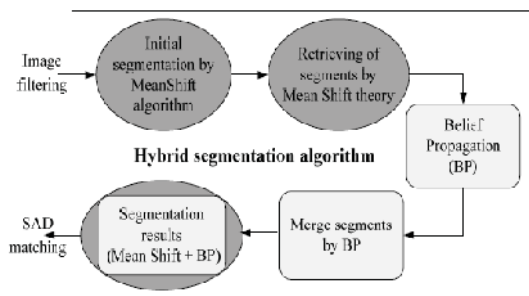 Image
filtering
Initial
segmentation by
MeanShift
algorithm
Retrieving of
segments by
Mean Shift theory
Belief
Propagation
(BP)
Hybrid segmentation algorithm
Merge segments
by BP
Segmentation
results
(Mean Shift + BP)
SAD
matching